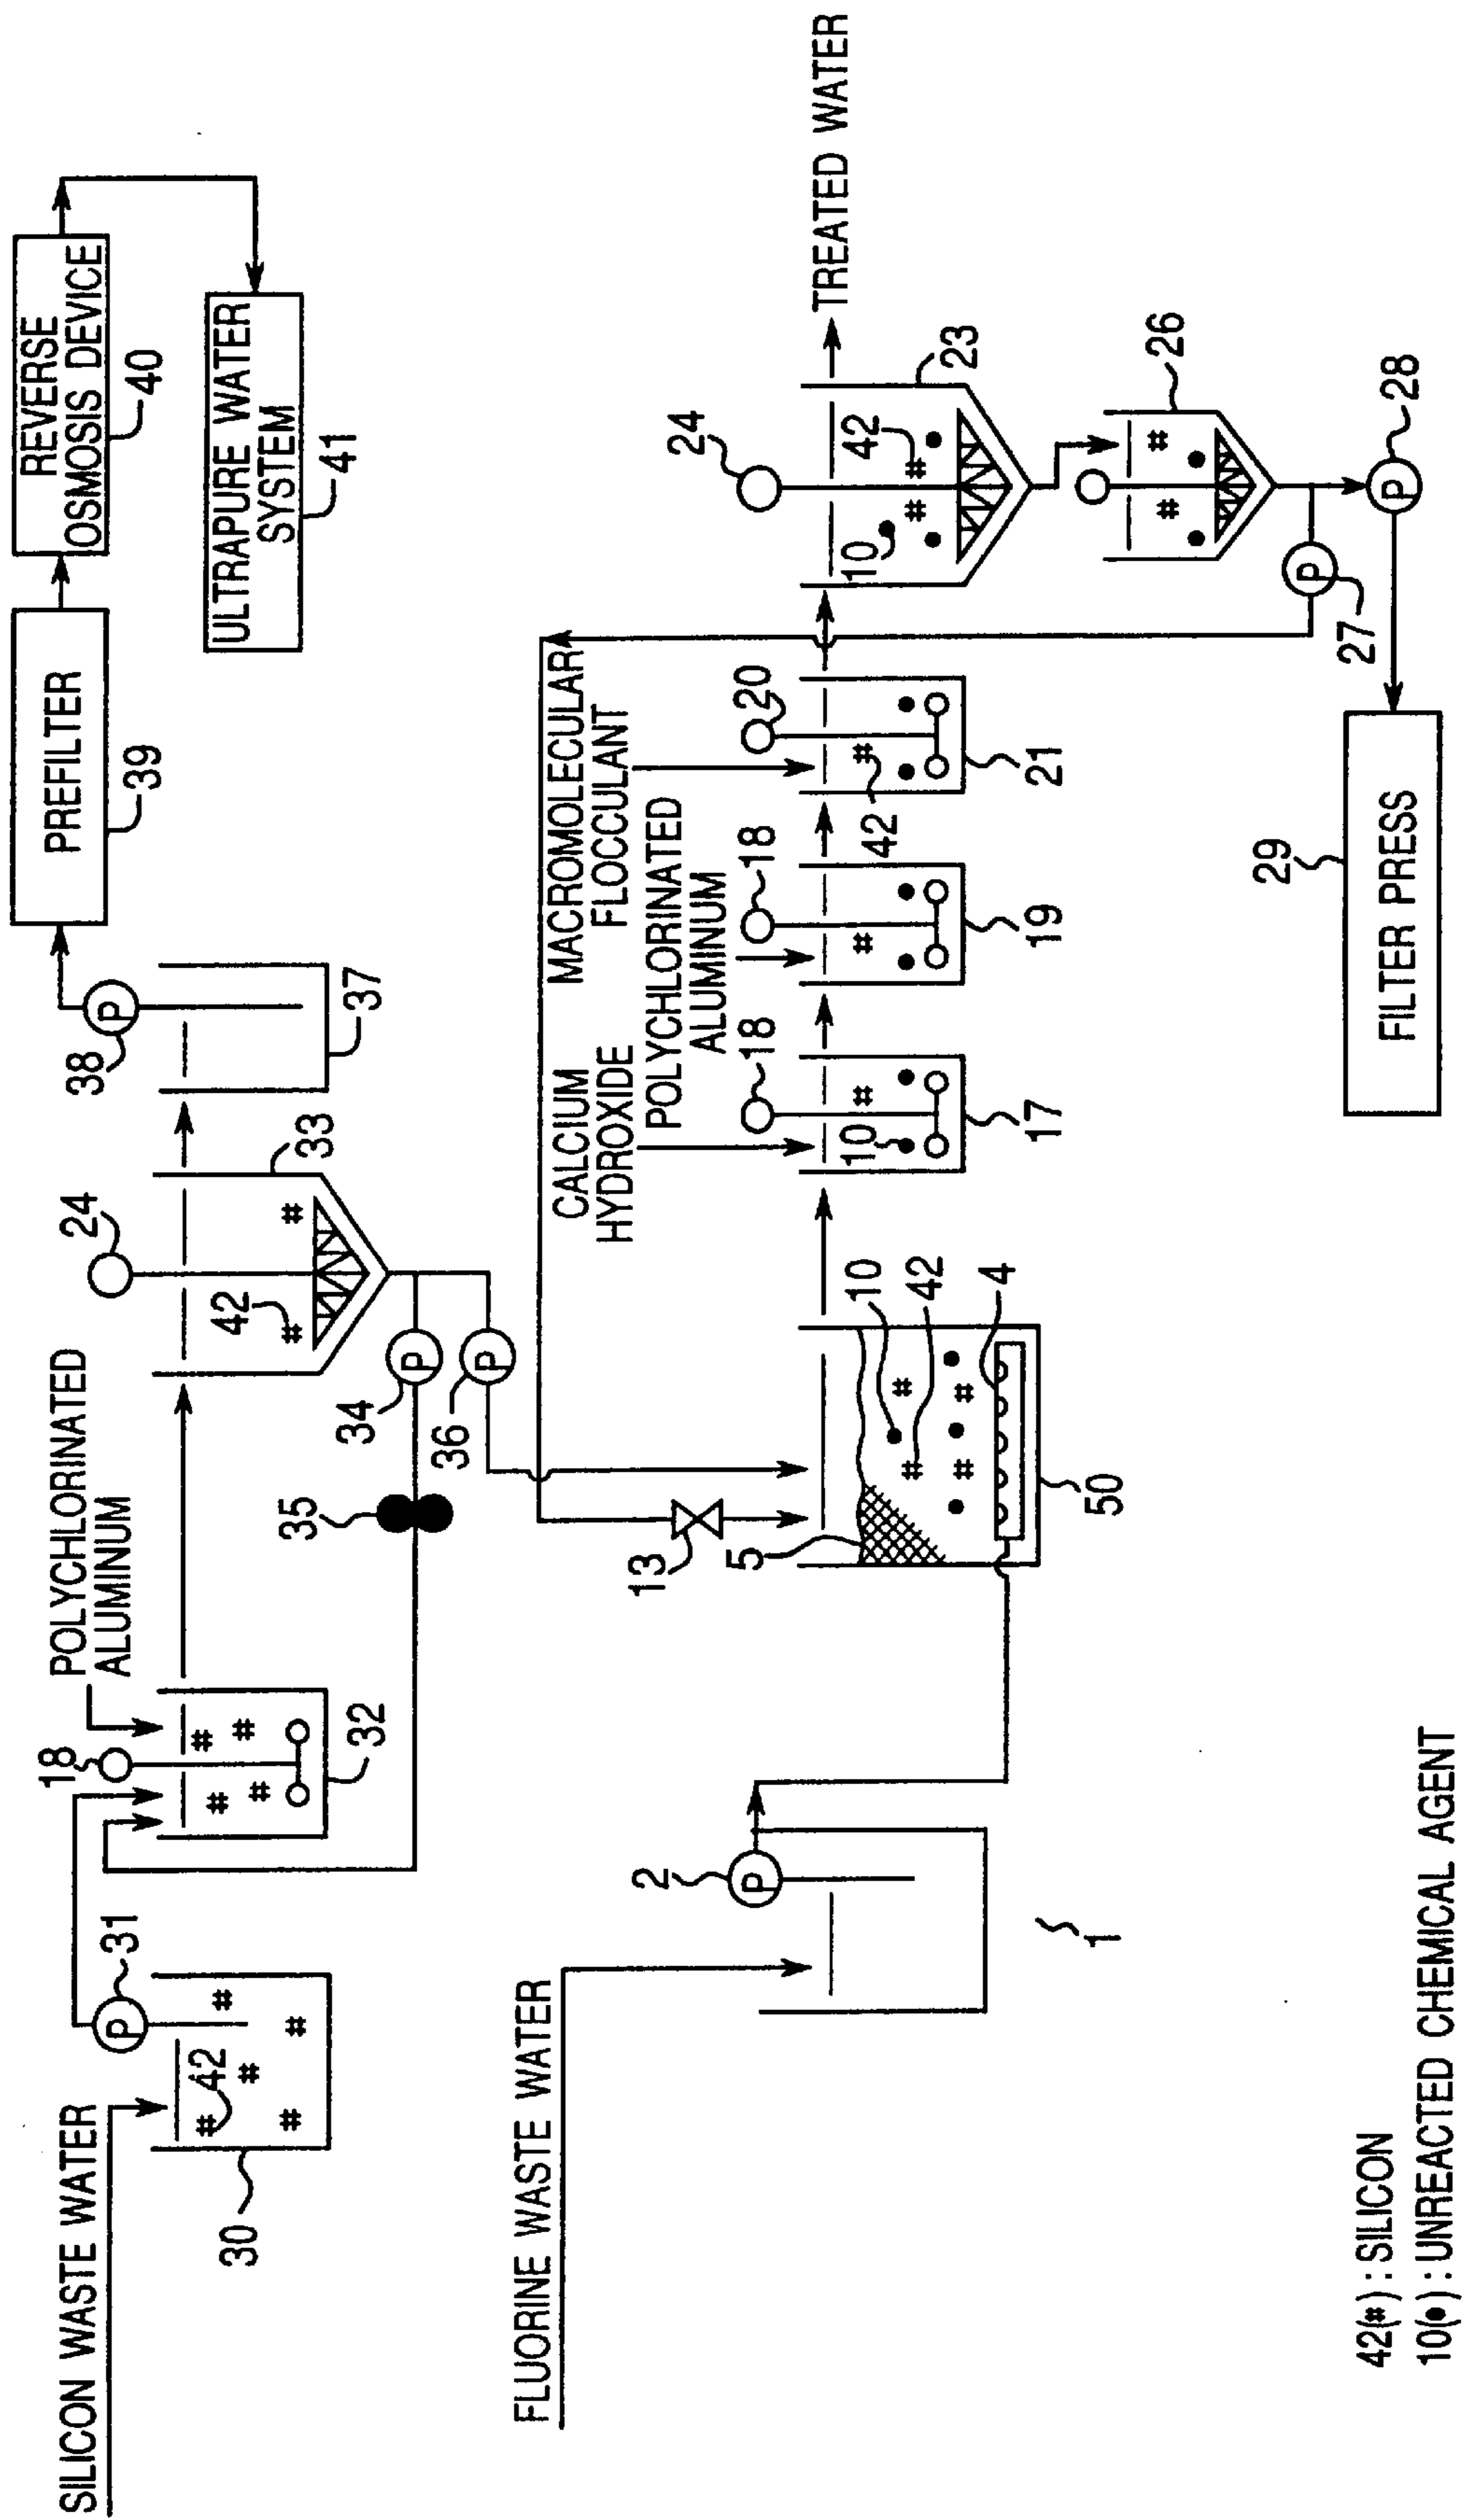 SILICON WASTE WATER
30
42
P
31
18
POLYCHLORINATED
ALUMINUM
32
35
34
P
36
P
42
24
33
38
P
37
PREFILTER
39
REVERSE
OSMOSIS DEVICE
40
ULTRAPURE WATER
SYSTEM
41
FLUORINE WASTE WATER
2
P
1
13
5
10
42
4
50
CALCIUM
HYDROXIDE
18
10
17
POLYCHLORINATED
ALUMINUM
18
19
MACROMOLECULAR
FLOCCULANT
20
42
21
24
10
42
23
TREATED WATER
26
P
27
P
28
29
FILTER PRESS
42(#) : SILICON
10(●) : UNREACTED CHEMICAL AGENT